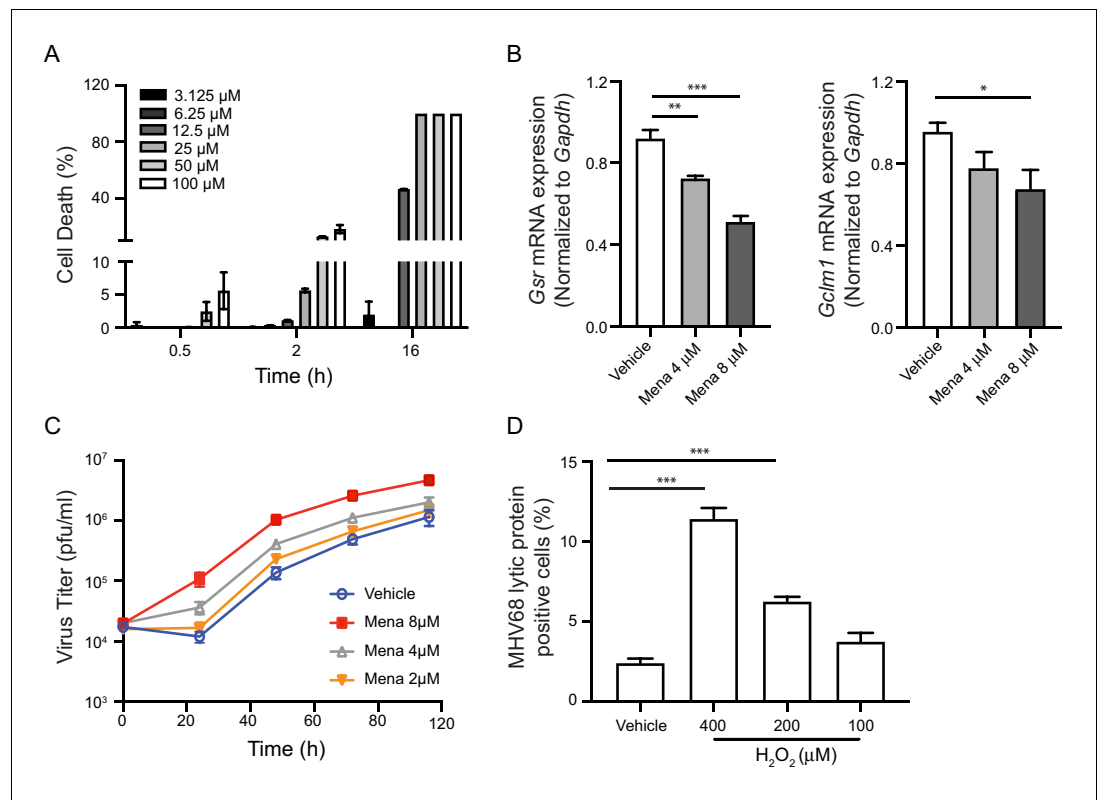 A
120
80
40
10
5
0
Cell Death (%)
3.125 µM
6.25 µM
12.5 µM
25 µM
50 µM
100 µM
0.5 2 16
Time (h)
B
1.2
0.8
0.4
0.0
Gsr mRNA expression
(Normalized to Gapdh)
***
**
Vehicle
Mena 4 µM
Mena 8 µM
1.2
0.8
0.4
0.0
Gclm1 mRNA expression
(Normalized to Gapdh)
*
Vehicle
Mena 4 µM
Mena 8 µM
C
10⁷
10⁶
10⁵
10⁴
10³
Virus Titer (pfu/ml)
Vehicle
Mena 8µM
Mena 4µM
Mena 2µM
0 20 40 60 80 100 120
Time (h)
D
15
10
5
0
MHV68 lytic protein
positive cells (%)
***
***
Vehicle 400 200 100
H₂O₂ (µM)